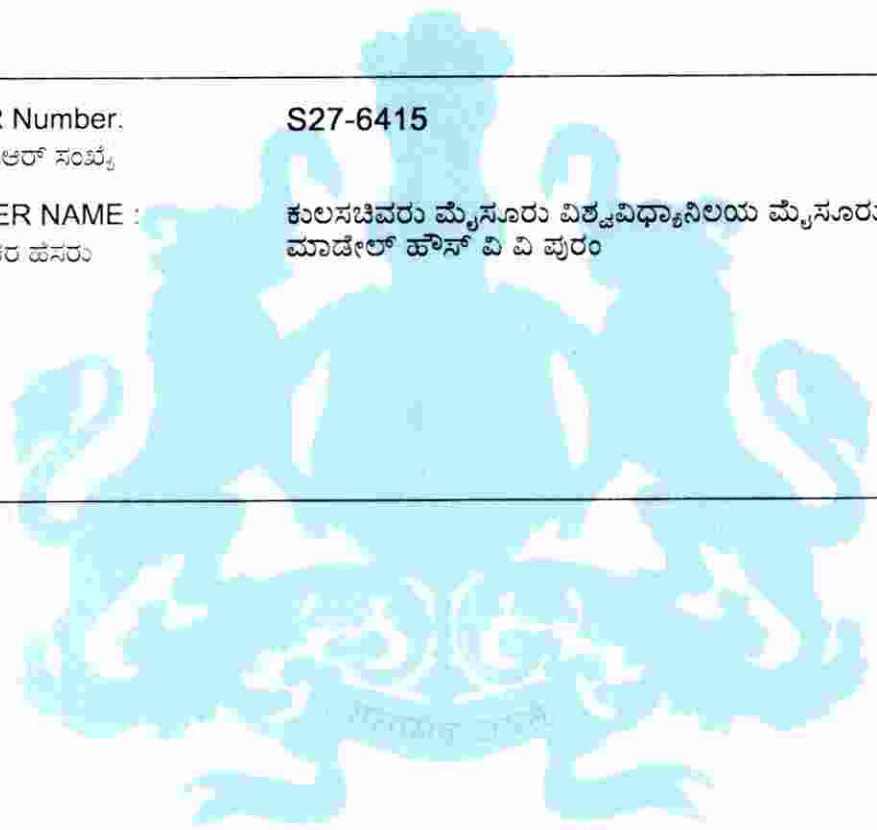 R Number. S27-6415
ಆರ್ ಸಂಖ್ಯೆ
ER NAME : ಕುಲಸಚಿವರು ಮೈಸೂರು ವಿಶ್ವವಿಧ್ಯಾನಿಲಯ ಮೈಸೂರು
ರ ಹೆಸರು ಮಾಡೇಲ್ ಹೌಸ್ ವಿ ವಿ ಪುರಂ